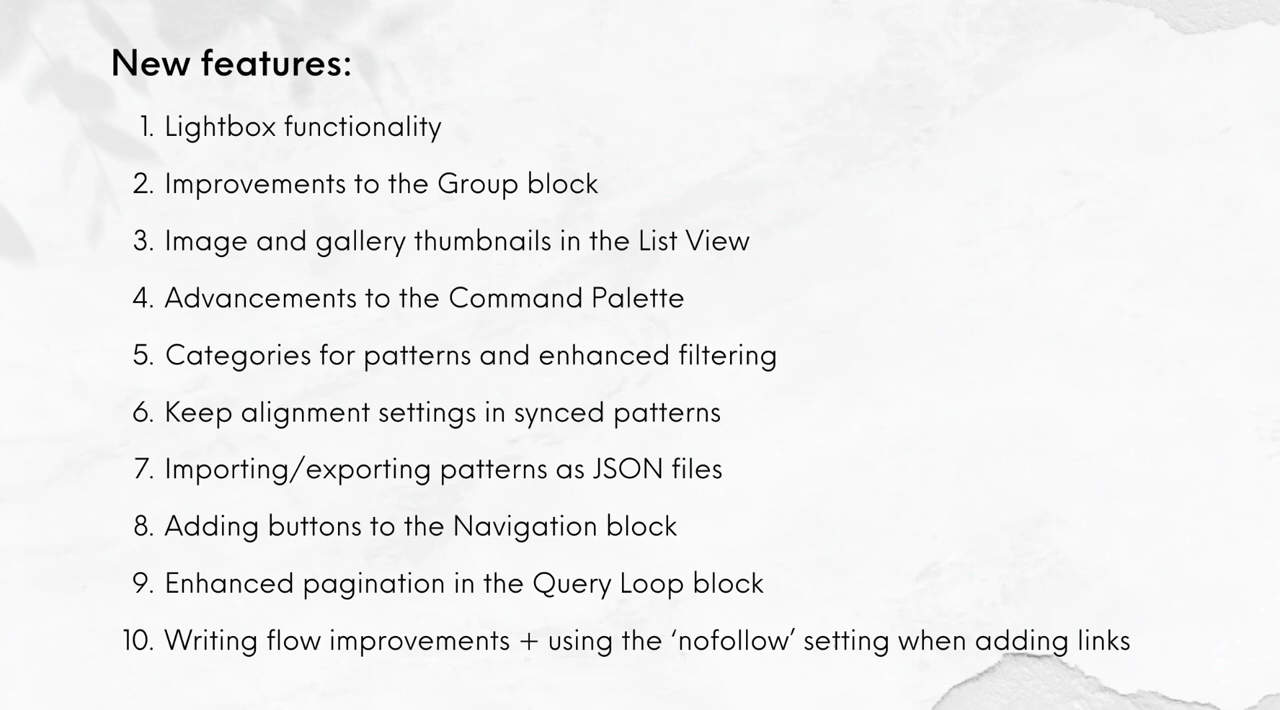 New features:
1. Lightbox functionality
2. Improvements to the Group block
3. Image and gallery thumbnails in the List View
4. Advancements to the Command Palette
5. Categories for patterns and enhanced filtering
6. Keep alignment settings in synced patterns
7. Importing/exporting patterns as JSON files
8. Adding buttons to the Navigation block
9. Enhanced pagination in the Query Loop block
10. Writing flow improvements + using the ‘nofollow’ setting when adding links